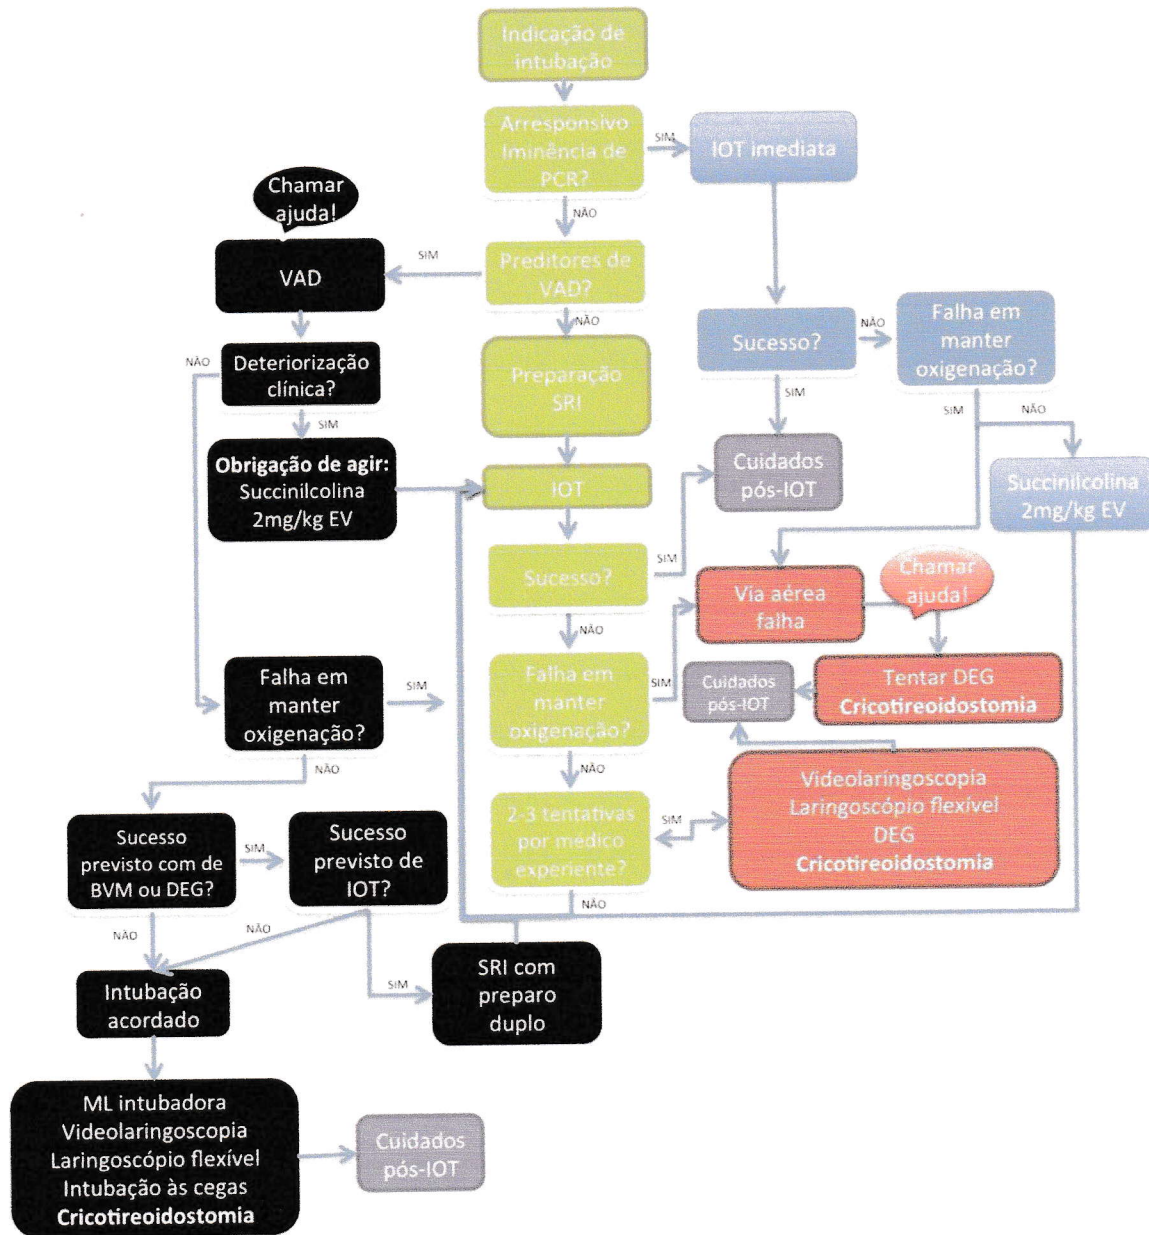 Indicação de
intubação
Arresponsivo
Iminência de
PCR?
SIM
IOT imediata
NÃO
Chamar
ajuda!
VAD
SIM
Preditores de
VAD?
NÃO
Sucesso?
NÃO
Falha em
manter
oxigenação?
NÃO
Deteriorização
clínica?
SIM
Preparação
SRI
SIM
SIM
NÃO
Obrigação de agir:
Succinilcolina
2mg/kg EV
IOT
Cuidados
pós-IOT
Succinilcolina
2mg/kg EV
Sucesso?
SIM
NÃO
Via aérea
falha
Chamar
ajuda!
Falha em
manter
oxigenação?
SIM
NÃO
Falha em
manter
oxigenação?
SIM
NÃO
Cuidados
pós-IOT
Tentar DEG
Cricotireoidostomia
2-3 tentativas
por médico
experiente?
SIM
NÃO
Videolaringoscopia
Laringoscópio flexível
DEG
Cricotireoidostomia
Sucesso
previsto com de
BVM ou DEG?
SIM
NÃO
Sucesso
previsto de
IOT?
NÃO
SIM
Intubação
acordado
SRI com
preparo
duplo
ML intubadora
Videolaringoscopia
Laringoscópio flexível
Intubação às cegas
Cricotireoidostomia
Cuidados
pós-IOT